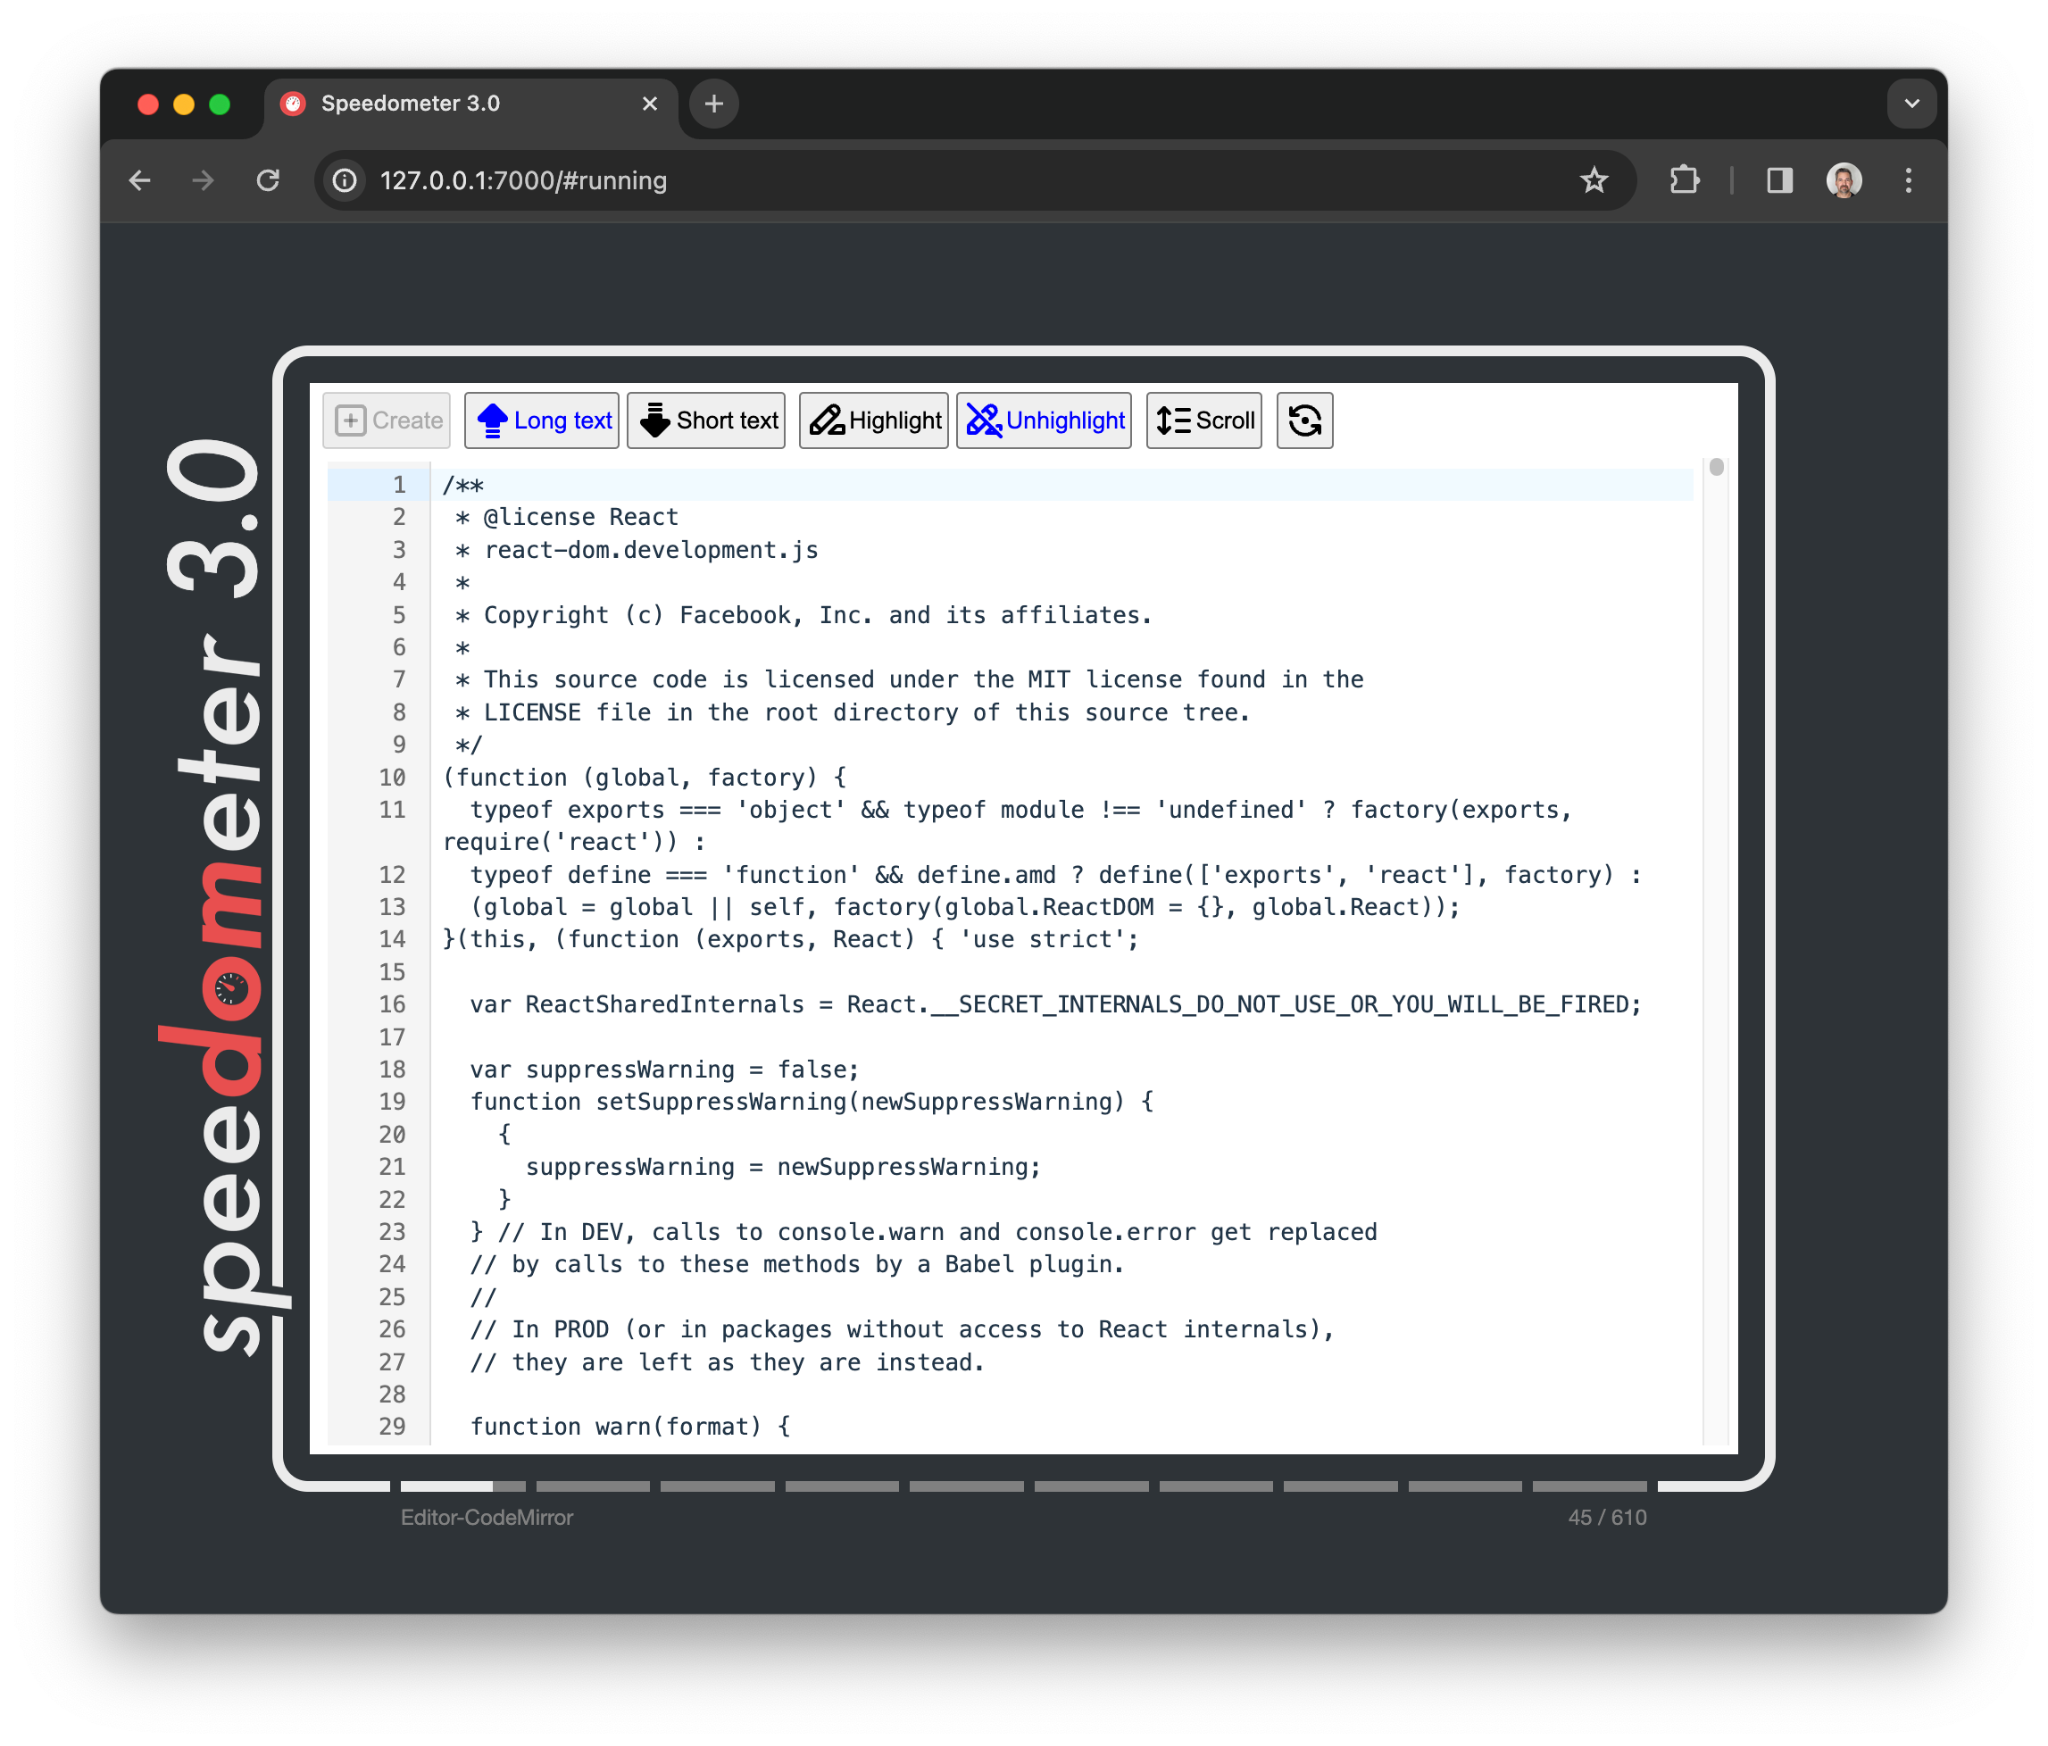 Speedometer 3.0
127.0.0.1:7000/#running
speedometer 3.0
Create Long text Short text Highlight Unhighlight Scroll
1 /**
2  * @license React
3  * react-dom.development.js
4  *
5  * Copyright (c) Facebook, Inc. and its affiliates.
6  *
7  * This source code is licensed under the MIT license found in the
8  * LICENSE file in the root directory of this source tree.
9  */
10 (function (global, factory) {
11   typeof exports === 'object' && typeof module !== 'undefined' ? factory(exports,
require('react')) :
12   typeof define === 'function' && define.amd ? define(['exports', 'react'], factory) :
13   (global = global || self, factory(global.ReactDOM = {}, global.React));
14 }(this, (function (exports, React) { 'use strict';
15
16   var ReactSharedInternals = React.__SECRET_INTERNALS_DO_NOT_USE_OR_YOU_WILL_BE_FIRED;
17
18   var suppressWarning = false;
19   function setSuppressWarning(newSuppressWarning) {
20     {
21       suppressWarning = newSuppressWarning;
22     }
23   } // In DEV, calls to console.warn and console.error get replaced
24   // by calls to these methods by a Babel plugin.
25   //
26   // In PROD (or in packages without access to React internals),
27   // they are left as they are instead.
28
29   function warn(format) {
Editor-CodeMirror
45 / 610